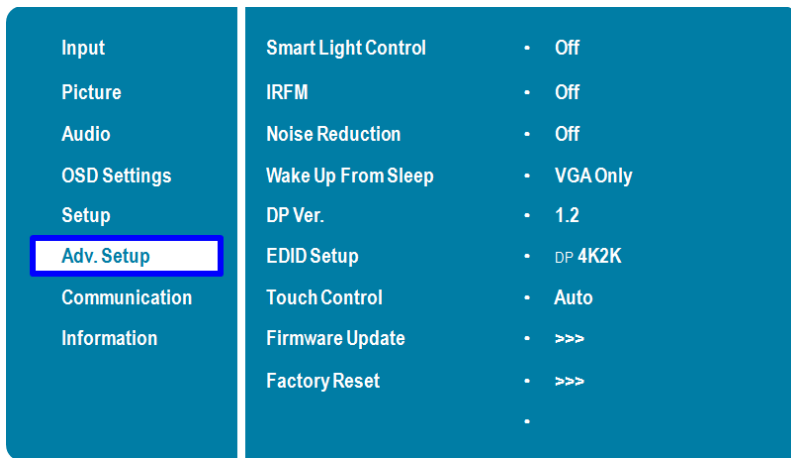 Input
Picture
Audio
OSD Settings
Setup
Adv. Setup
Communication
Information
Smart Light Control • Off
IRFM • Off
Noise Reduction • Off
Wake Up From Sleep • VGA Only
DP Ver. • 1.2
EDID Setup • DP 4K2K
Touch Control • Auto
Firmware Update • >>>
Factory Reset • >>>
•